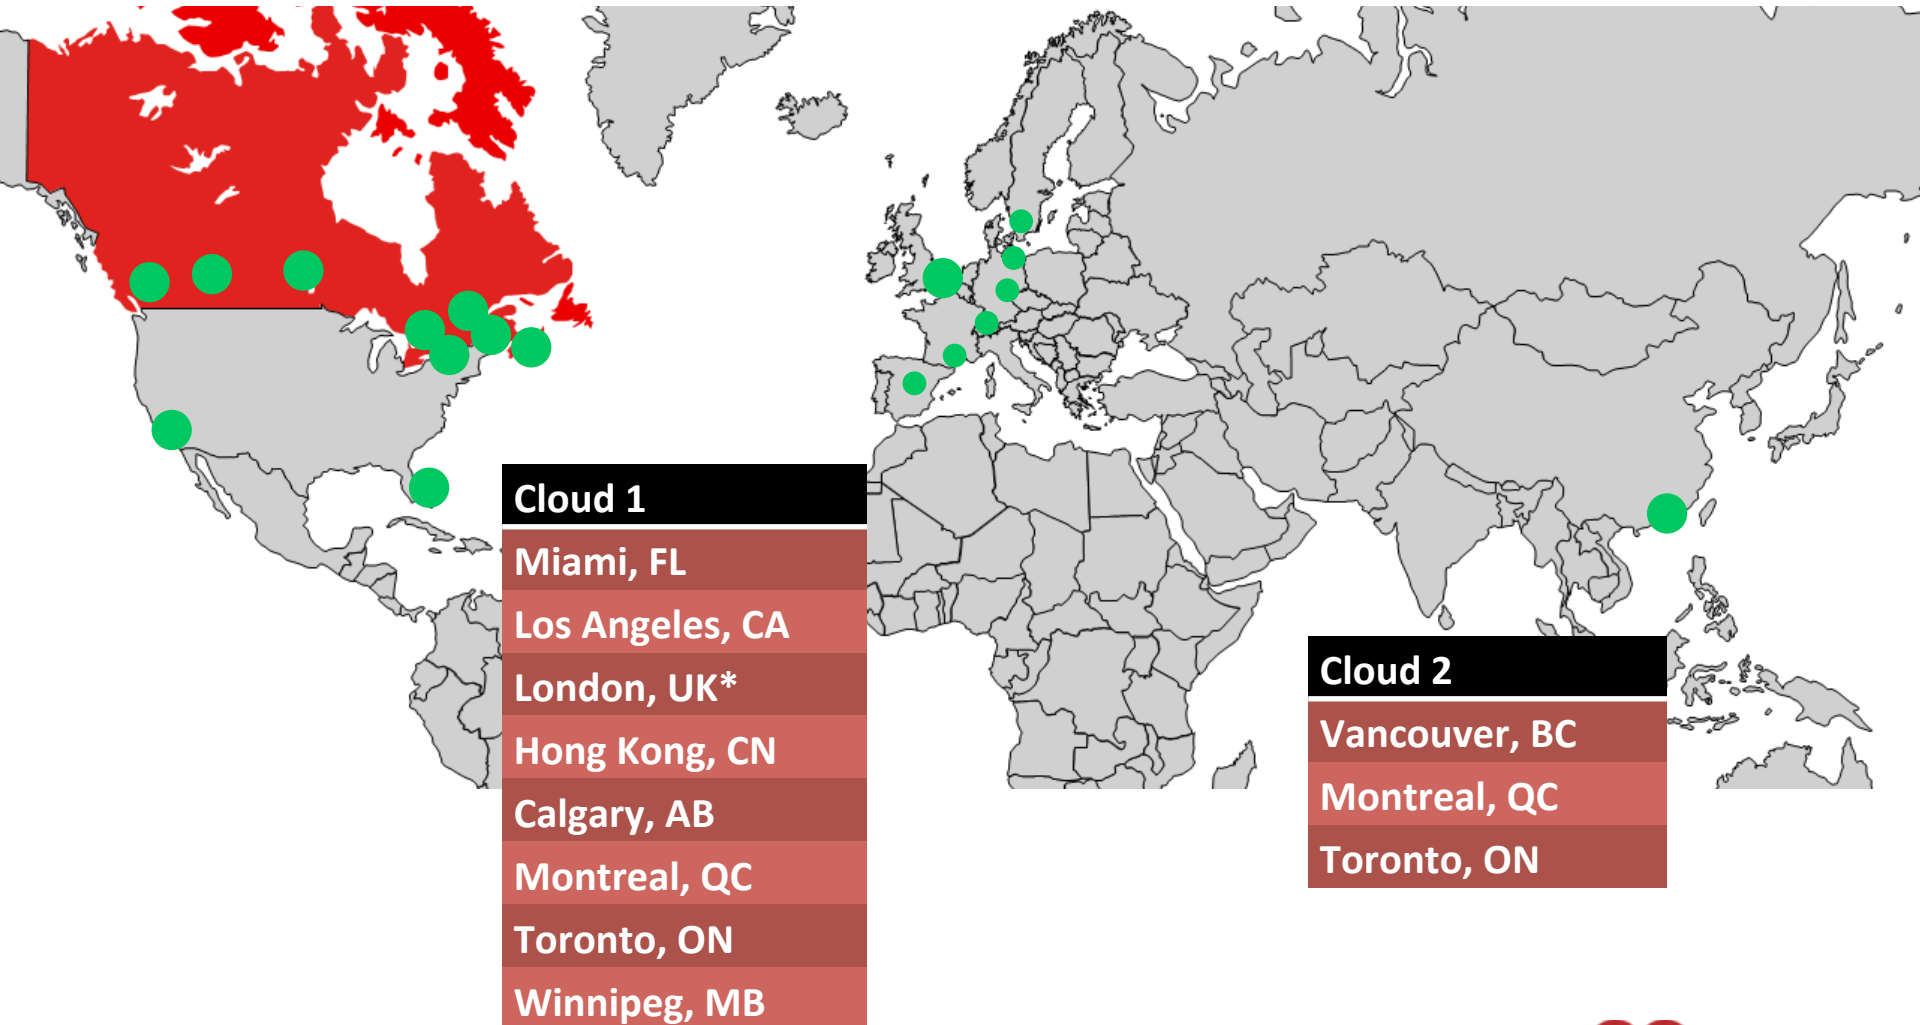 Cloud 1
Miami, FL
Los Angeles, CA
London, UK*
Hong Kong, CN
Calgary, AB
Montreal, QC
Toronto, ON
Winnipeg, MB
Cloud 2
Vancouver, BC
Montreal, QC
Toronto, ON